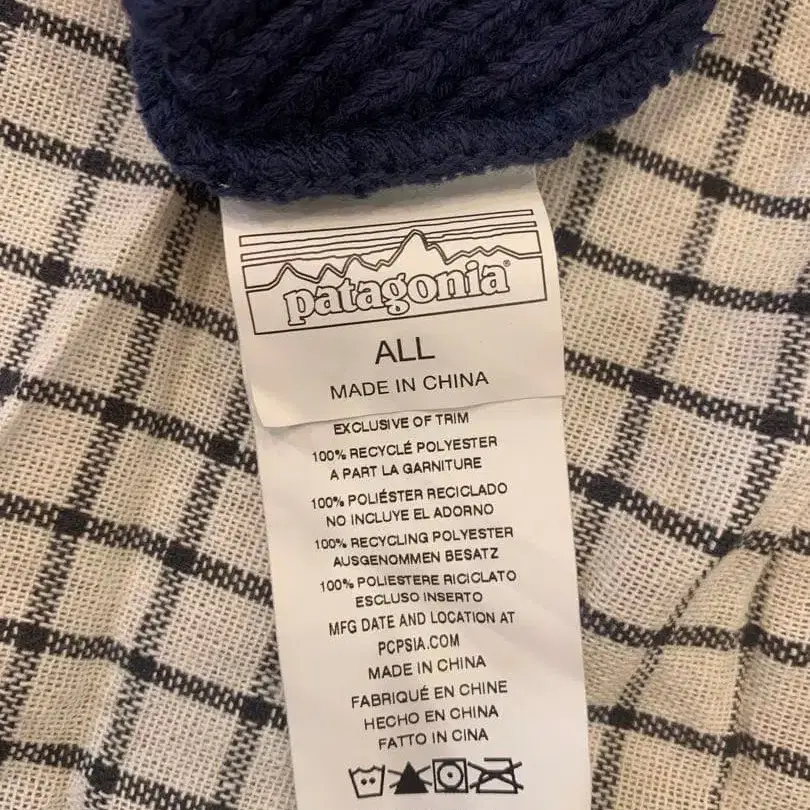 patagonia®
ALL
MADE IN CHINA
EXCLUSIVE OF TRIM
100% RECYCLÉ POLYESTER
A PART LA GARNITURE
100% POLIÉSTER RECICLADO
NO INCLUYE EL ADORNO
100% RECYCLING POLYESTER
AUSGENOMMEN BESATZ
100% POLIESTERE RICICLATO
ESCLUSO INSERTO
MFG DATE AND LOCATION AT
PCPSIA.COM
MADE IN CHINA
FABRIQUÉ EN CHINE
HECHO EN CHINA
FATTO IN CINA